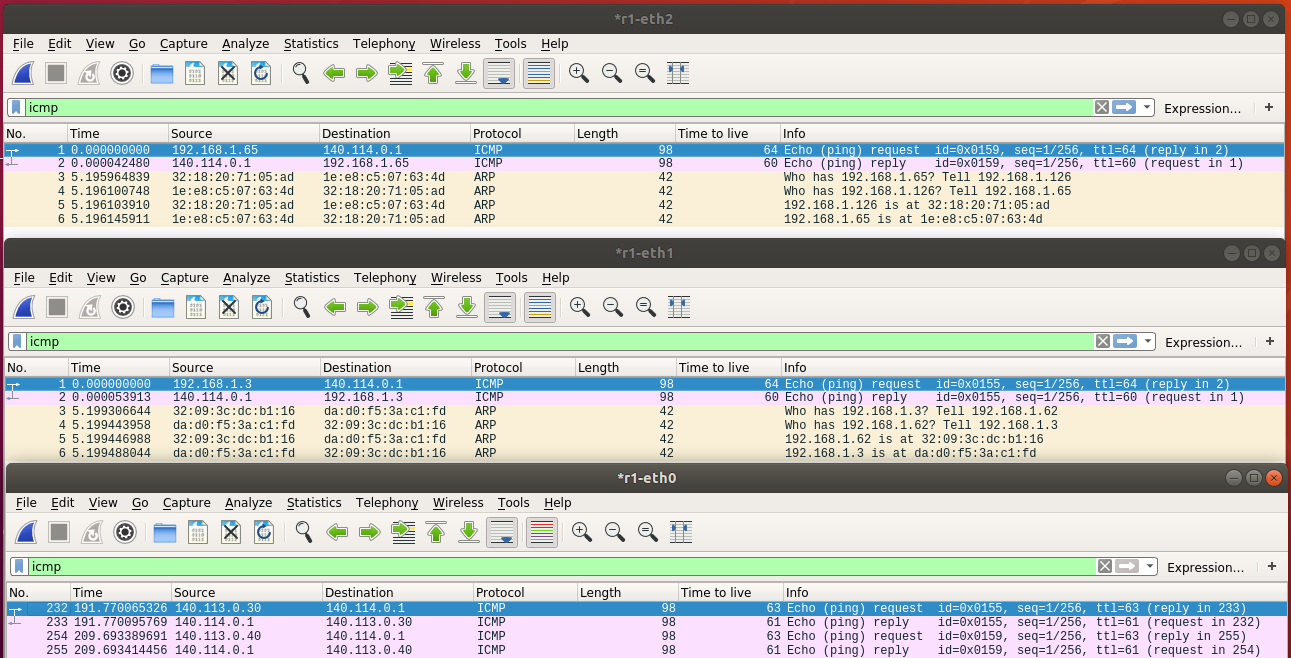 *r1-eth2
File Edit View Go Capture Analyze Statistics Telephony Wireless Tools Help
icmp Expression… +
No. Time Source Destination Protocol Length Time to live Info
1 0.000000000 192.168.1.65 140.114.0.1 ICMP 98 64 Echo (ping) request id=0x0159, seq=1/256, ttl=64 (reply in 2)
2 0.000042480 140.114.0.1 192.168.1.65 ICMP 98 60 Echo (ping) reply id=0x0159, seq=1/256, ttl=60 (request in 1)
3 5.195964839 32:18:20:71:05:ad 1e:e8:c5:07:63:4d ARP 42 Who has 192.168.1.65? Tell 192.168.1.126
4 5.196100748 1e:e8:c5:07:63:4d 32:18:20:71:05:ad ARP 42 Who has 192.168.1.126? Tell 192.168.1.65
5 5.196103910 32:18:20:71:05:ad 1e:e8:c5:07:63:4d ARP 42 192.168.1.126 is at 32:18:20:71:05:ad
6 5.196145911 1e:e8:c5:07:63:4d 32:18:20:71:05:ad ARP 42 192.168.1.65 is at 1e:e8:c5:07:63:4d
*r1-eth1
File Edit View Go Capture Analyze Statistics Telephony Wireless Tools Help
icmp Expression… +
No. Time Source Destination Protocol Length Time to live Info
1 0.000000000 192.168.1.3 140.114.0.1 ICMP 98 64 Echo (ping) request id=0x0155, seq=1/256, ttl=64 (reply in 2)
2 0.000053913 140.114.0.1 192.168.1.3 ICMP 98 60 Echo (ping) reply id=0x0155, seq=1/256, ttl=60 (request in 1)
3 5.199306644 32:09:3c:dc:b1:16 da:d0:f5:3a:c1:fd ARP 42 Who has 192.168.1.3? Tell 192.168.1.62
4 5.199443958 da:d0:f5:3a:c1:fd 32:09:3c:dc:b1:16 ARP 42 Who has 192.168.1.62? Tell 192.168.1.3
5 5.199446988 32:09:3c:dc:b1:16 da:d0:f5:3a:c1:fd ARP 42 192.168.1.62 is at 32:09:3c:dc:b1:16
6 5.199488044 da:d0:f5:3a:c1:fd 32:09:3c:dc:b1:16 ARP 42 192.168.1.3 is at da:d0:f5:3a:c1:fd
*r1-eth0
File Edit View Go Capture Analyze Statistics Telephony Wireless Tools Help
icmp Expression… +
No. Time Source Destination Protocol Length Time to live Info
232 191.770065326 140.113.0.30 140.114.0.1 ICMP 98 63 Echo (ping) request id=0x0155, seq=1/256, ttl=63 (reply in 233)
233 191.770095769 140.114.0.1 140.113.0.30 ICMP 98 61 Echo (ping) reply id=0x0155, seq=1/256, ttl=61 (request in 232)
254 209.693389691 140.113.0.40 140.114.0.1 ICMP 98 63 Echo (ping) request id=0x0159, seq=1/256, ttl=63 (reply in 255)
255 209.693414456 140.114.0.1 140.113.0.40 ICMP 98 61 Echo (ping) reply id=0x0159, seq=1/256, ttl=61 (request in 254)